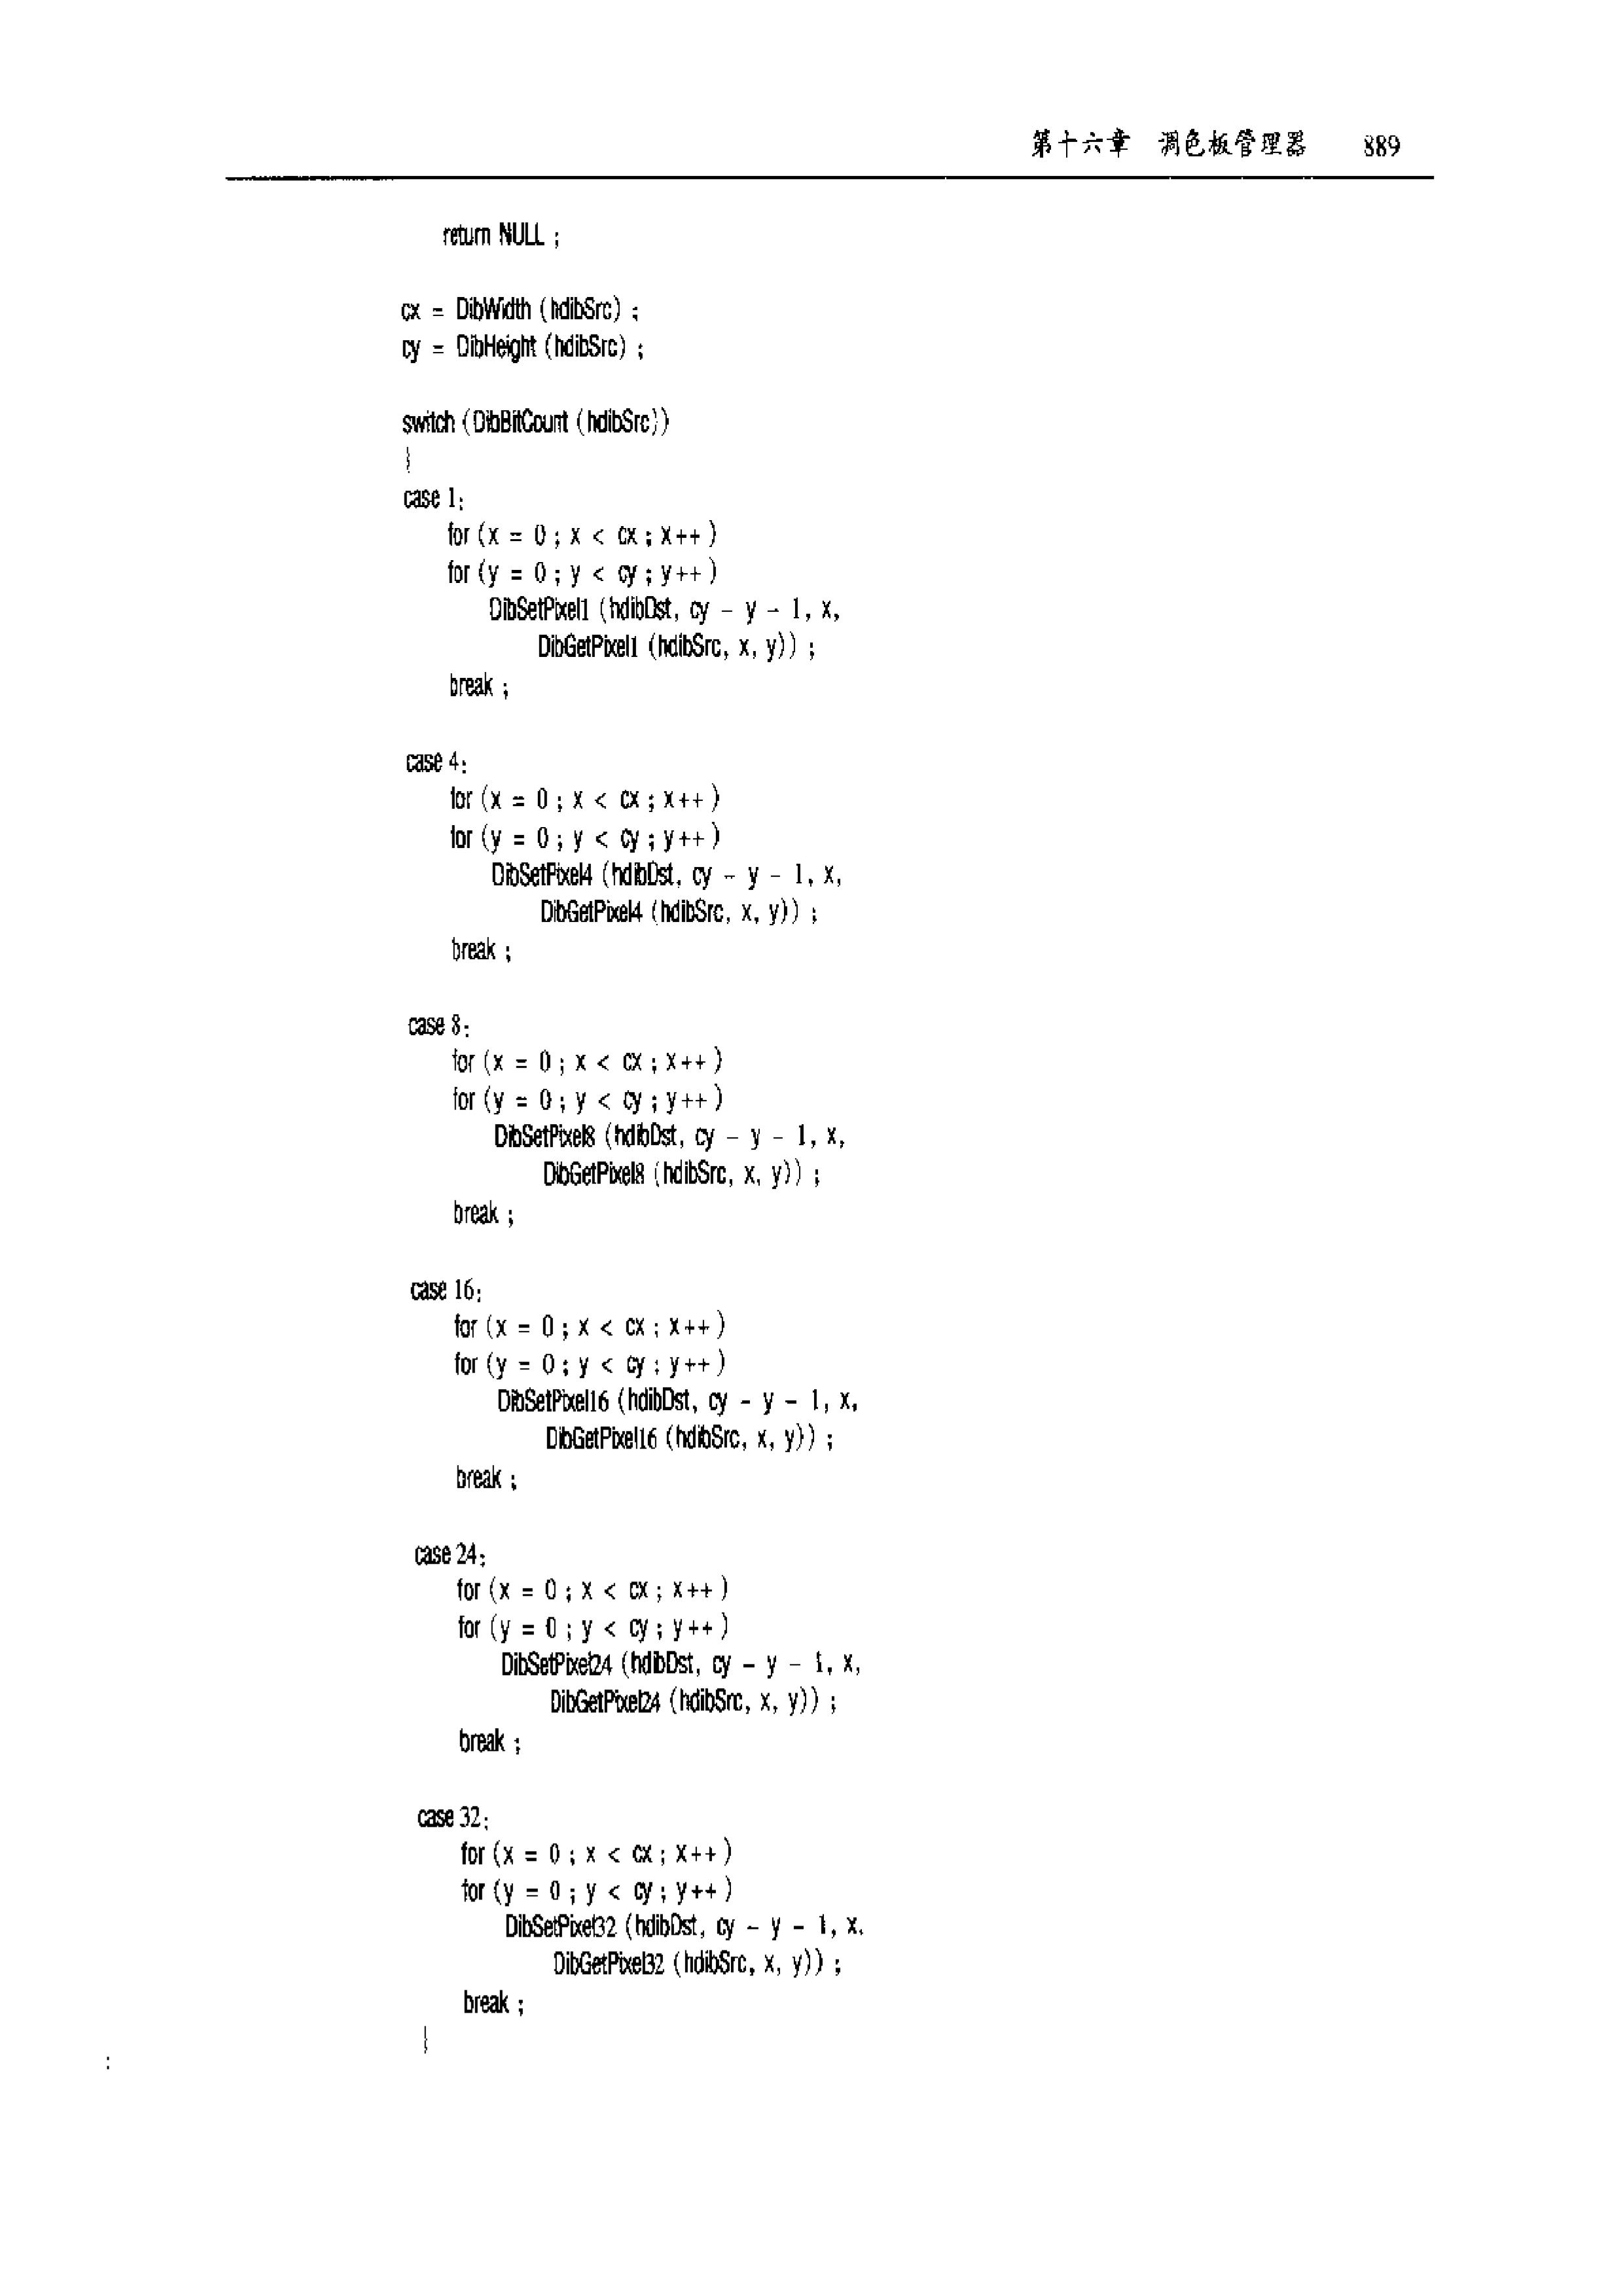 第十六章 调色板管理器 889
return NULL ;
cx = DibWidth (hdibSrc) ;
cy = DibHeight (hdibSrc) ;
switch (DibBitCount (hdibSrc))
{
case 1:
for (x = 0 ; x < cx ; x++ )
for (y = 0 ; y < cy ; y++ )
DibSetPixel1 (hdibDst, cy - y - 1, x,
DibGetPixel1 (hdibSrc, x, y)) ;
break ;
case 4:
for (x = 0 ; x < cx ; x++ )
for (y = 0 ; y < cy ; y++ )
DibSetPixel4 (hdibDst, cy - y - 1, x,
DibGetPixel4 (hdibSrc, x, y)) ;
break ;
case 8:
for (x = 0 ; x < cx ; x++ )
for (y = 0 ; y < cy ; y++ )
DibSetPixel8 (hdibDst, cy - y - 1, x,
DibGetPixel8 (hdibSrc, x, y)) ;
break ;
case 16:
for (x = 0 ; x < cx ; x++ )
for (y = 0 ; y < cy ; y++ )
DibSetPixel16 (hdibDst, cy - y - 1, x,
DibGetPixel16 (hdibSrc, x, y)) ;
break ;
case 24:
for (x = 0 ; x < cx ; x++ )
for (y = 0 ; y < cy ; y++ )
DibSetPixel24 (hdibDst, cy - y - 1, x,
DibGetPixel24 (hdibSrc, x, y)) ;
break ;
case 32:
for (x = 0 ; x < cx ; x++ )
for (y = 0 ; y < cy ; y++ )
DibSetPixel32 (hdibDst, cy - y - 1, x,
DibGetPixel32 (hdibSrc, x, y)) ;
break ;
}